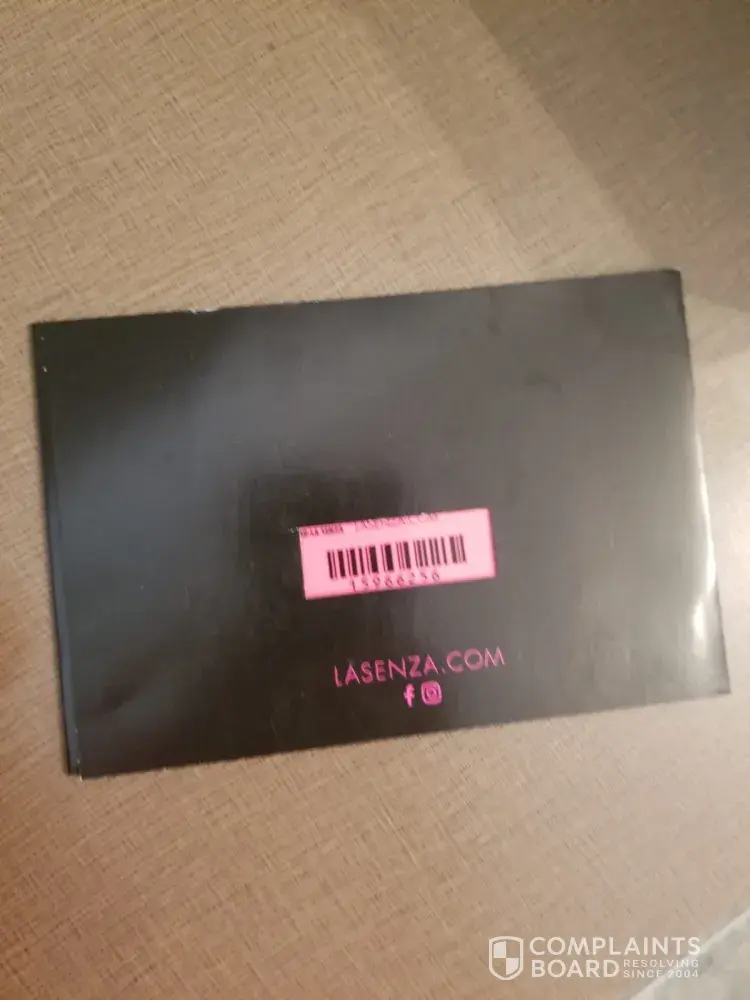 15966256
LASENZA.COM
COMPLAINTS
BOARD RESOLVING
SINCE 2004